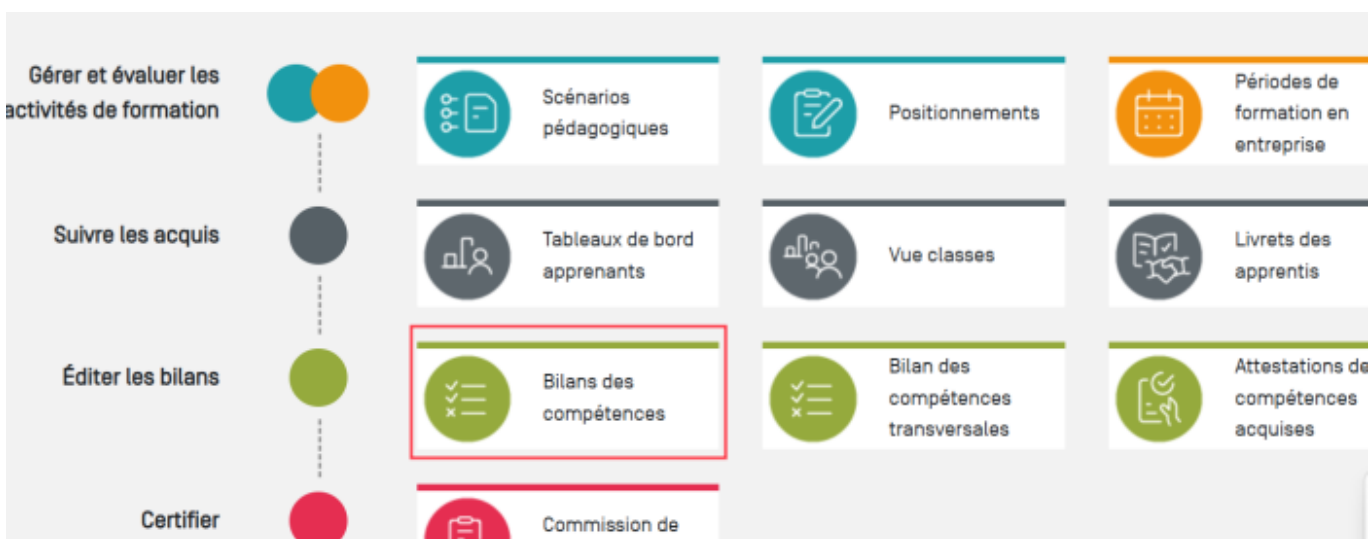 Gérer et évaluer les
activités de formation
Scénarios
pédagogiques
Positionnements
Périodes de
formation en
entreprise
Suivre les acquis
Tableaux de bord
apprenants
Vue classes
Livrets des
apprentis
Éditer les bilans
Bilans des
compétences
Bilan des
compétences
transversales
Attestations de
compétences
acquises
Certifier
Commission de